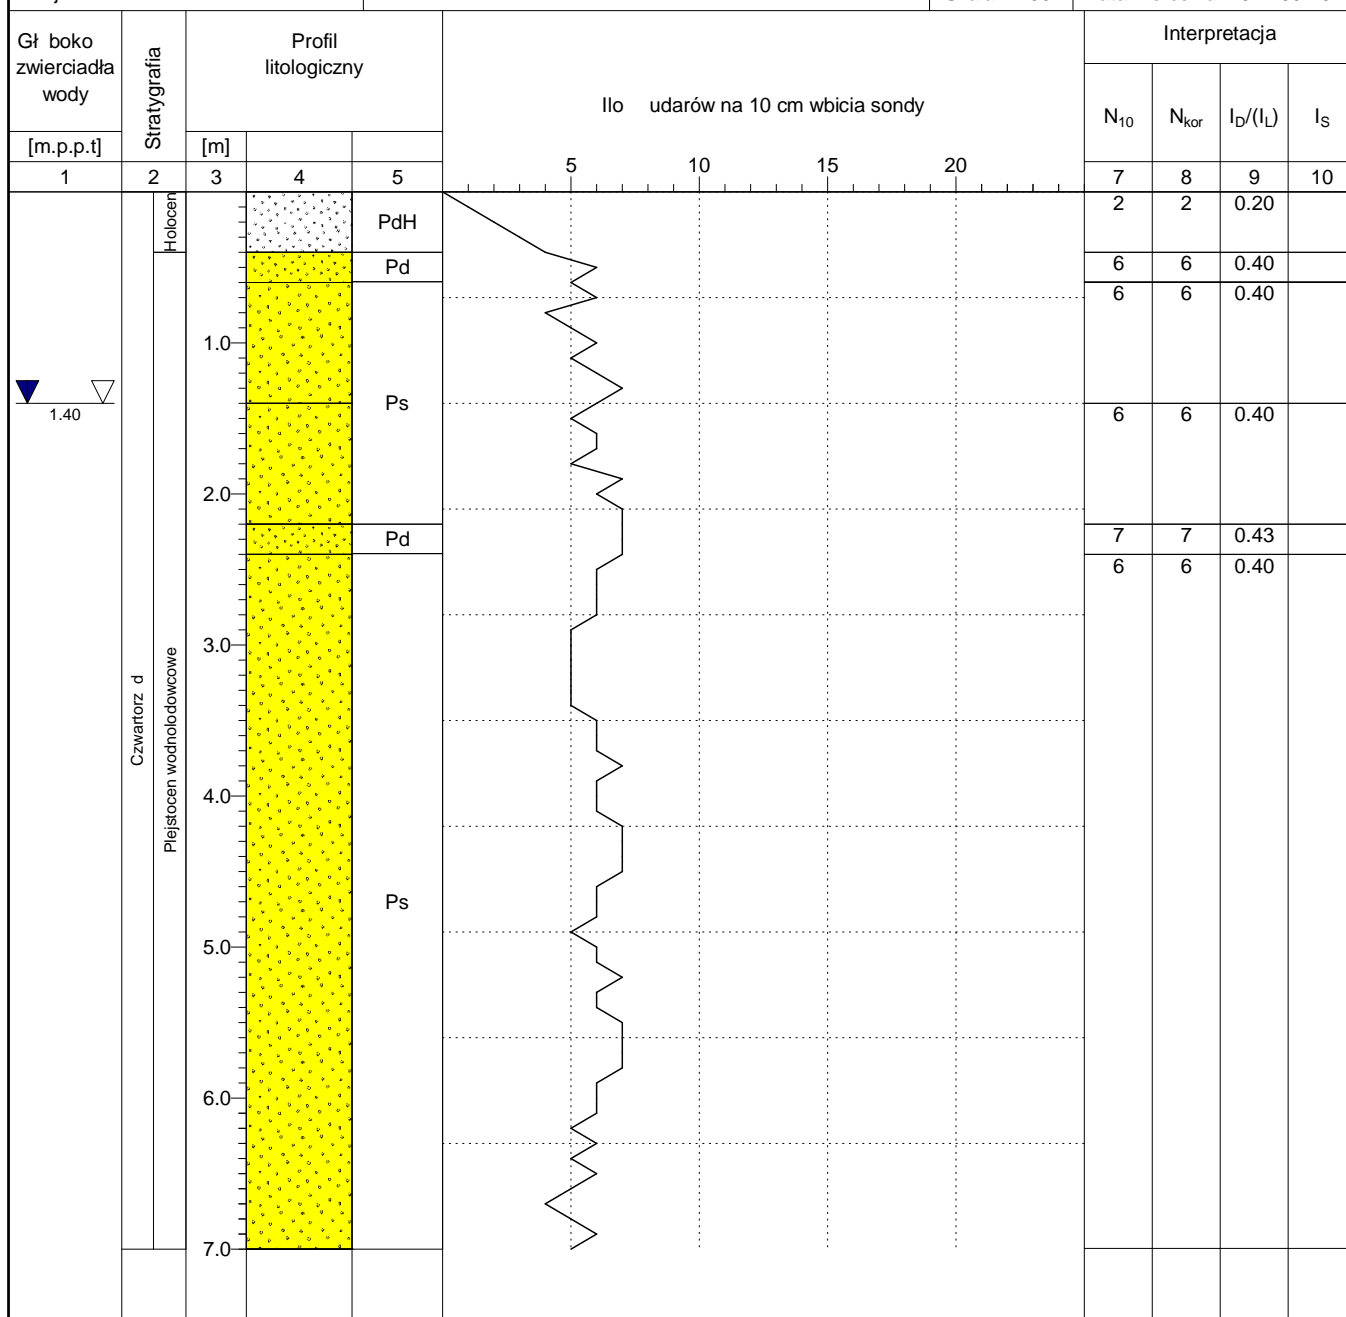 Gł boko
zwierciadła
wody
[m.p.p.t]
Stratygrafia
Profil
litologiczny
[m]
Ilo udarów na 10 cm wbicia sondy
Interpretacja
N10 Nkor ID/(IL) IS
5 10 15 20
1 2 3 4 5 7 8 9 10
Holocen
PdH 2 2 0.20
Pd 6 6 0.40
6 6 0.40
1.0
Ps
1.40
6 6 0.40
2.0
Pd 7 7 0.43
6 6 0.40
3.0
Czwartorz d
Plejstocen wodnolodowcowe
4.0
Ps
5.0
6.0
7.0